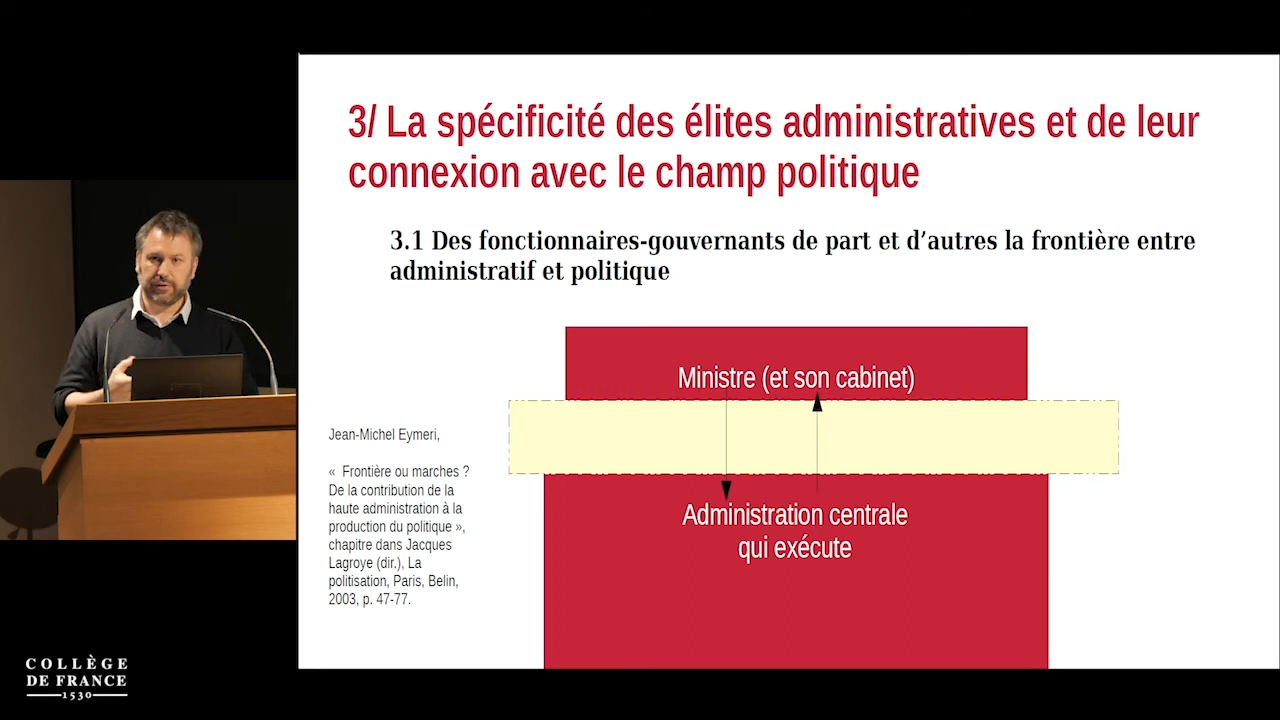 3/ La spécificité des élites administratives et de leur
connexion avec le champ politique
3.1 Des fonctionnaires-gouvernants de part et d’autres la frontière entre
administratif et politique
Ministre (et son cabinet)
Administration centrale
qui exécute
Jean-Michel Eymeri,
« Frontière ou marches ?
De la contribution de la
haute administration à la
production du politique »,
chapitre dans Jacques
Lagroye (dir.), La
politisation, Paris, Belin,
2003, p. 47-77.
COLLÈGE
DE FRANCE
1530